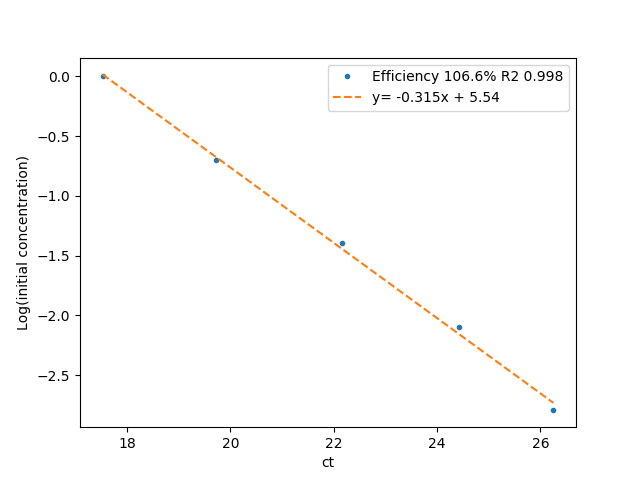 Efficiency 106.6% R2 0.998
y= -0.315x + 5.54
0.0
−0.5
−1.0
−1.5
−2.0
−2.5
Log(initial concentration)
18 20 22 24 26
ct